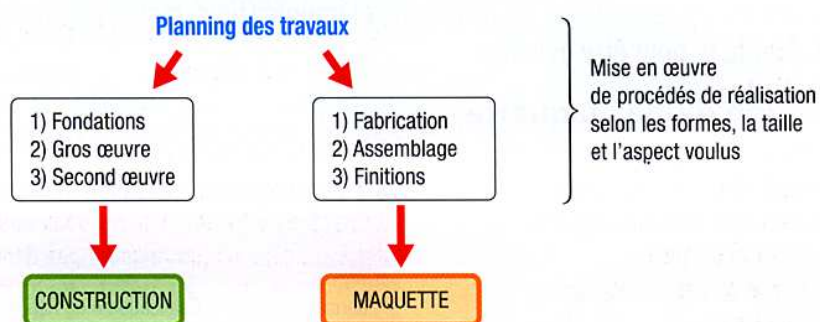 Planning des travaux
1) Fondations
2) Gros œuvre
3) Second œuvre
1) Fabrication
2) Assemblage
3) Finitions
Mise en œuvre
de procédés de réalisation
selon les formes, la taille
et l'aspect voulus
CONSTRUCTION
MAQUETTE